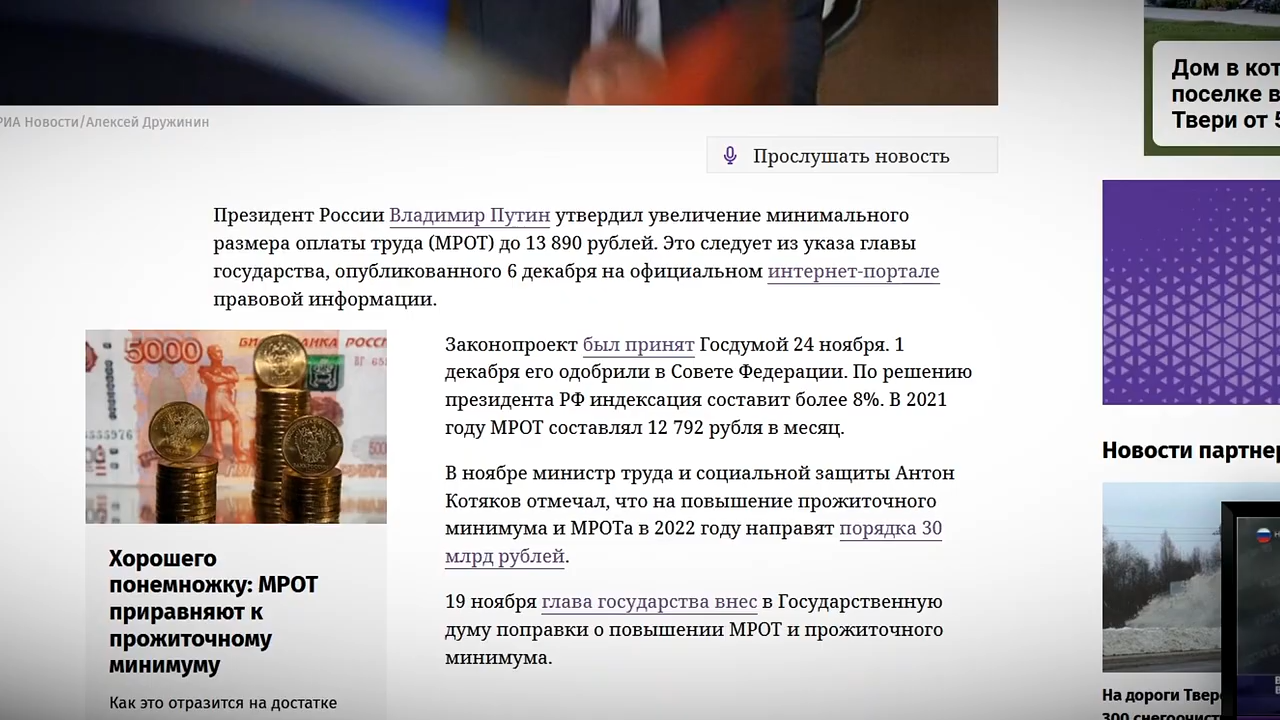 РИА Новости/Алексей Дружинин
Прослушать новость
Президент России Владимир Путин утвердил увеличение минимального
размера оплаты труда (МРОТ) до 13 890 рублей. Это следует из указа главы
государства, опубликованного 6 декабря на официальном интернет-портале
правовой информации.
5000
Законопроект был принят Госдумой 24 ноября. 1
декабря его одобрили в Совете Федерации. По решению
президента РФ индексация составит более 8%. В 2021
году МРОТ составлял 12 792 рубля в месяц.
В ноябре министр труда и социальной защиты Антон
Котяков отмечал, что на повышение прожиточного
минимума и МРОТа в 2022 году направят порядка 30
млрд рублей.
19 ноября глава государства внес в Государственную
думу поправки о повышении МРОТ и прожиточного
минимума.
Хорошего
понемножку: МРОТ
приравняют к
прожиточному
минимуму
Как это отразится на достатке
Дом в
поселке
Твери от
Новости
На дороги
300